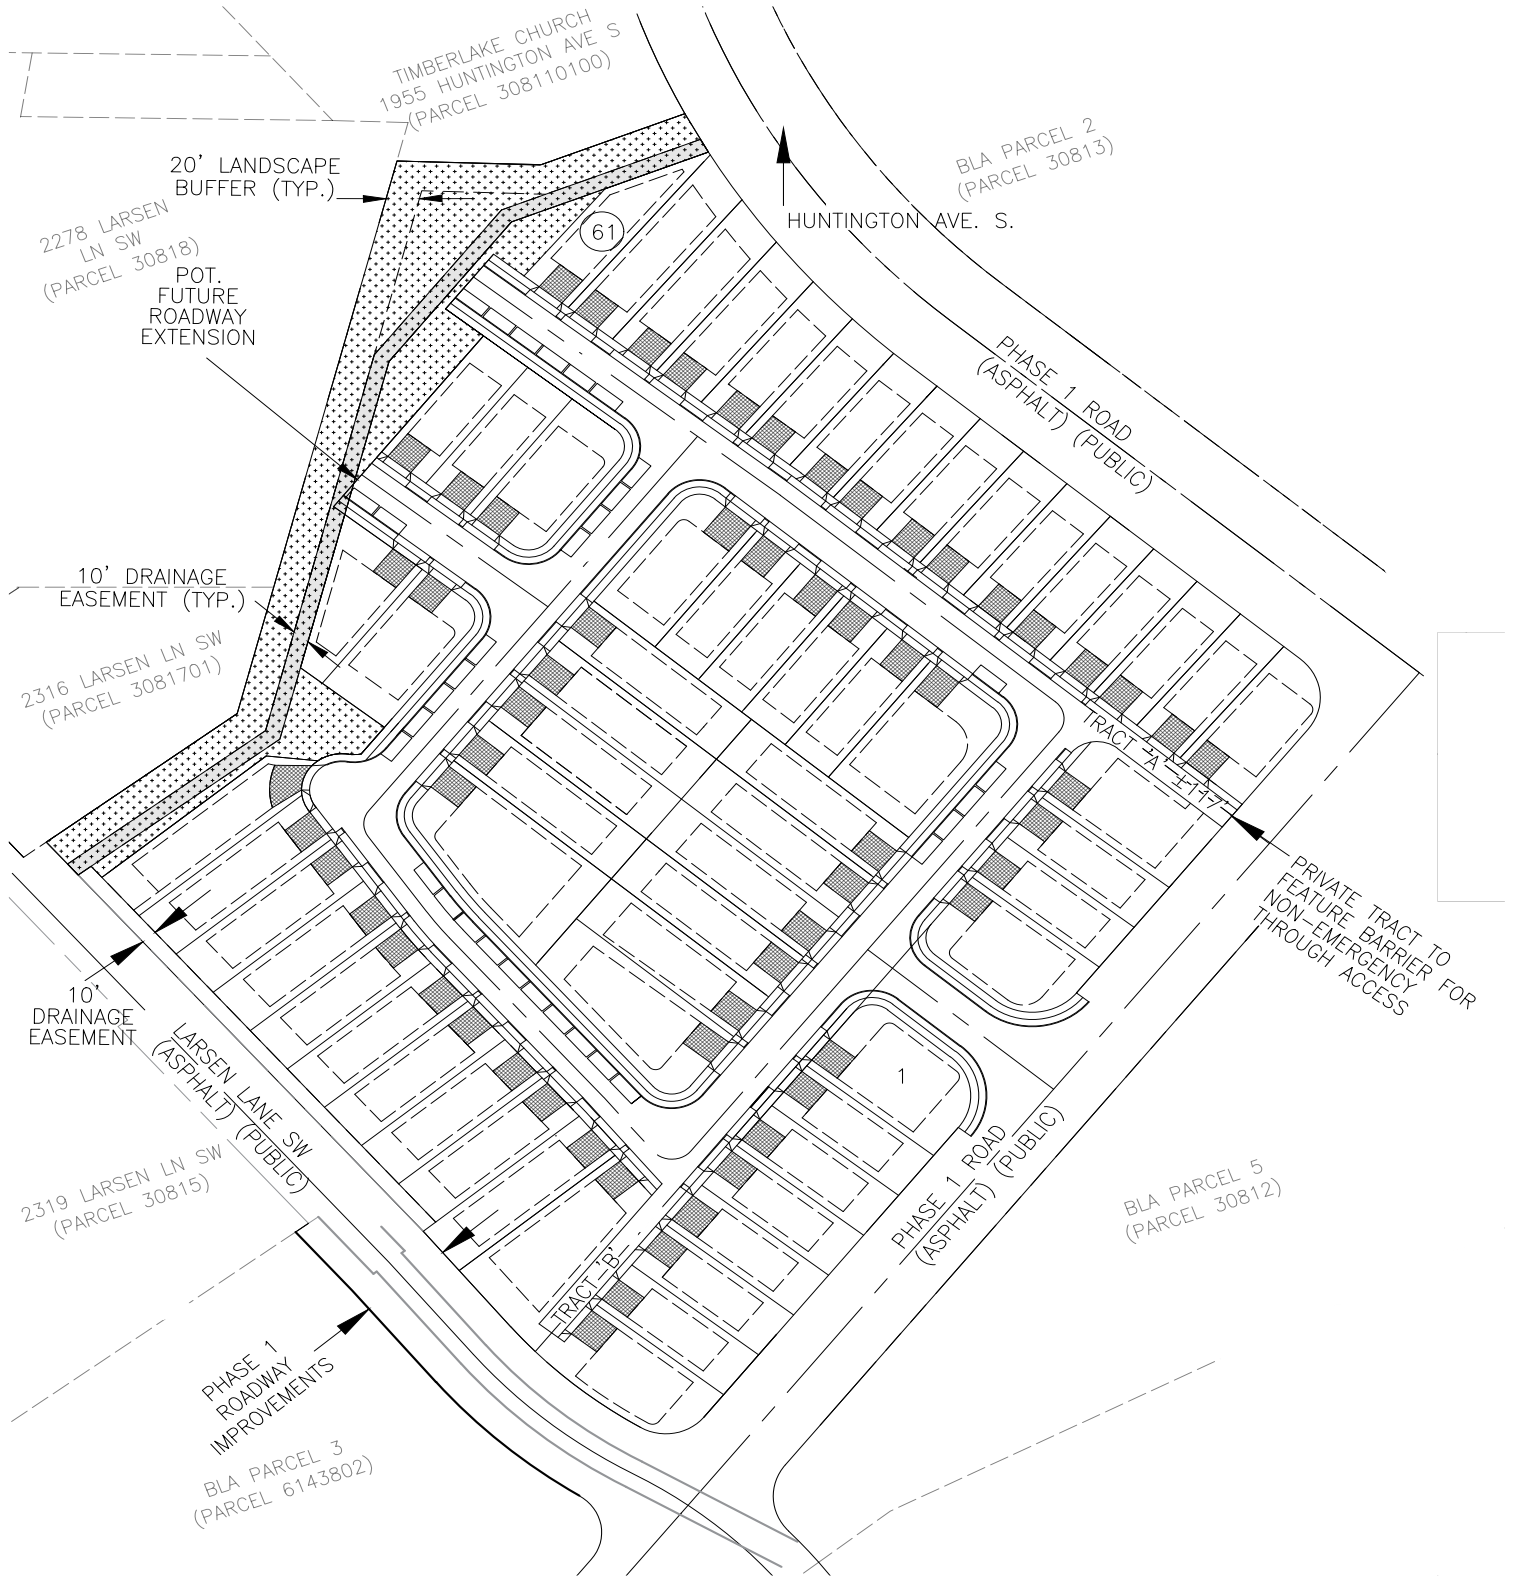 TIMBERLAKE CHURCH
1955 HUNTINGTON AVE S
(PARCEL 308110100)
BLA PARCEL 2
(PARCEL 30813)
20' LANDSCAPE
BUFFER (TYP.)
HUNTINGTON AVE. S.
61
2278 LARSEN
LN SW
(PARCEL 30818)
POT.
FUTURE
ROADWAY
EXTENSION
PHASE 1 ROAD
(ASPHALT) (PUBLIC)
10' DRAINAGE
EASEMENT (TYP.)
2316 LARSEN LN SW
(PARCEL 3081701)
TRACT 'A' ±1177'
PRIVATE TRACT TO
FEATURE BARRIER FOR
NON-EMERGENCY
THROUGH ACCESS
10'
DRAINAGE
EASEMENT
LARSEN LANE SW
(ASPHALT) (PUBLIC)
1
PHASE 1 ROAD
(ASPHALT) (PUBLIC)
2319 LARSEN LN SW
(PARCEL 30815)
BLA PARCEL 5
(PARCEL 30812)
TRACT 'B'
PHASE 1
ROADWAY
IMPROVEMENTS
BLA PARCEL 3
(PARCEL 6143802)